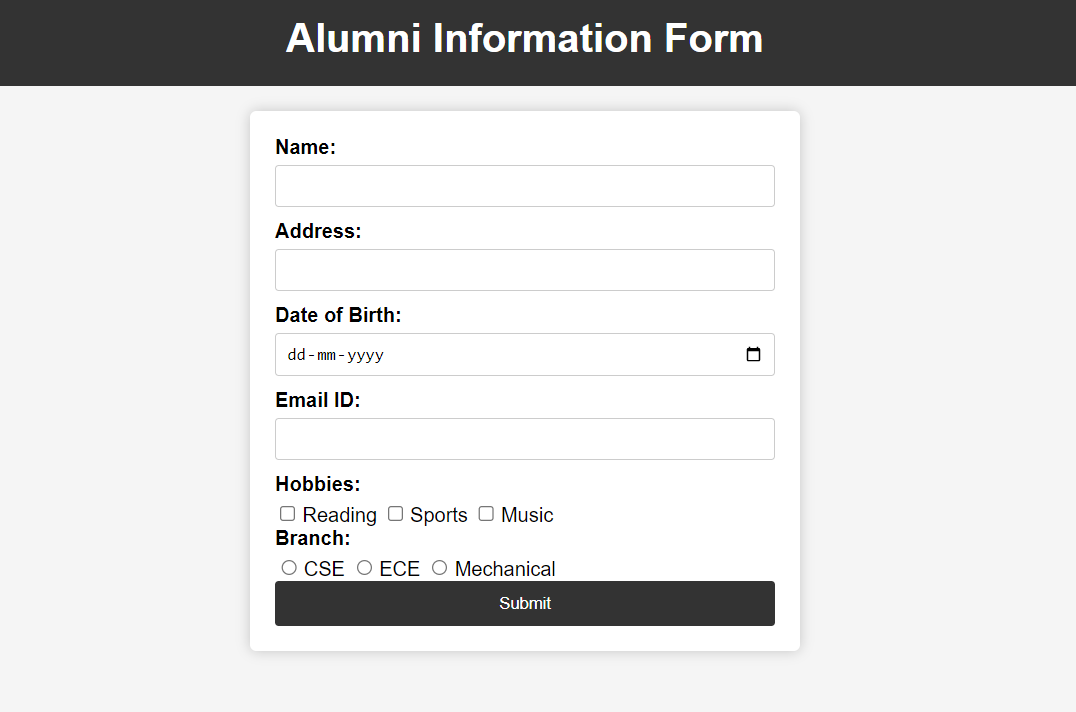 Alumni Information Form
Name:
Address:
Date of Birth:
dd-mm-yyyy
Email ID:
Hobbies:
Reading Sports Music
Branch:
CSE ECE Mechanical
Submit